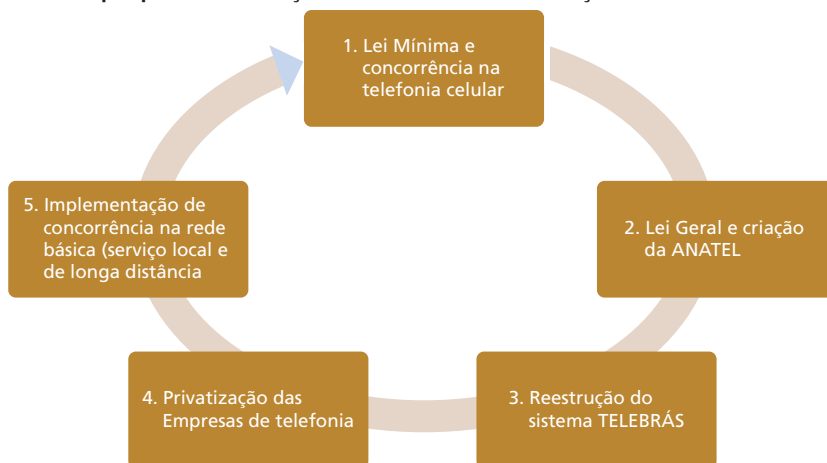 1. Lei Mínima e
concorrência na
telefonia celular
2. Lei Geral e criação
da ANATEL
3. Reestrução do
sistema TELEBRÁS
4. Privatização das
Empresas de telefonia
5. Implementação de
concorrência na rede
básica (serviço local e
de longa distância